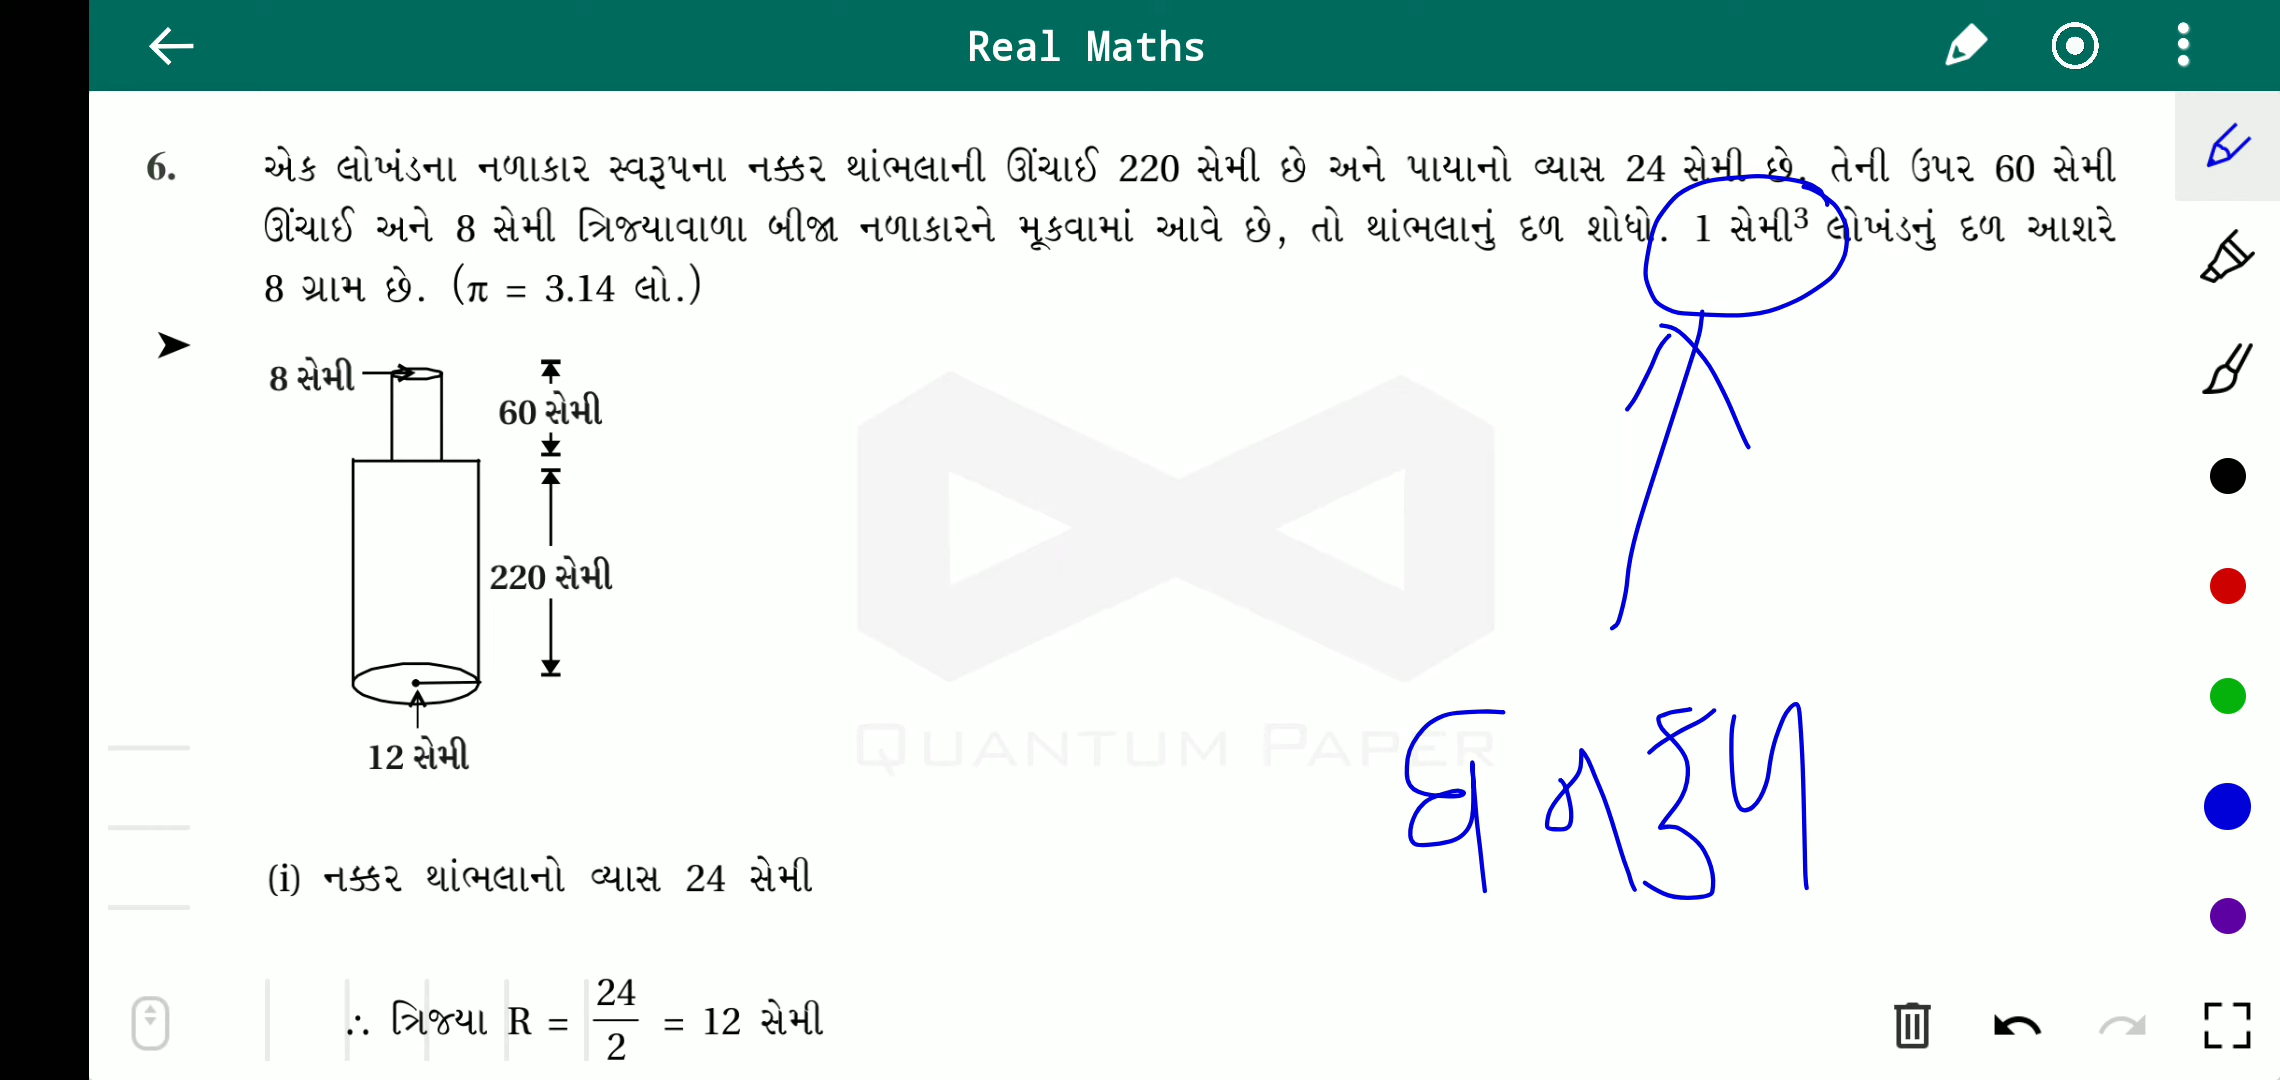 Real Maths
6. એક લોખંડના નળાકાર સ્વરૂપના નક્કર થાંભલાની ઊંચાઈ 220 સેમી છે અને પાયાનો વ્યાસ 24 સેમી છે. તેની ઉપર 60 સેમી
ઊંચાઈ અને 8 સેમી ત્રિજ્યાવાળા બીજા નળાકારને મૂકવામાં આવે છે, તો થાંભલાનું દળ શોધો. 1 સેમી³ લોખંડનું દળ આશરે
8 ગ્રામ છે. (π = 3.14 લો.)
8 સેમી
60 સેમી
220 સેમી
12 સેમી
QUANTUM PAPER
ઘનફળ
(i) નક્કર થાંભલાનો વ્યાસ 24 સેમી
∴ ત્રિજ્યા R = 24/2 = 12 સેમી